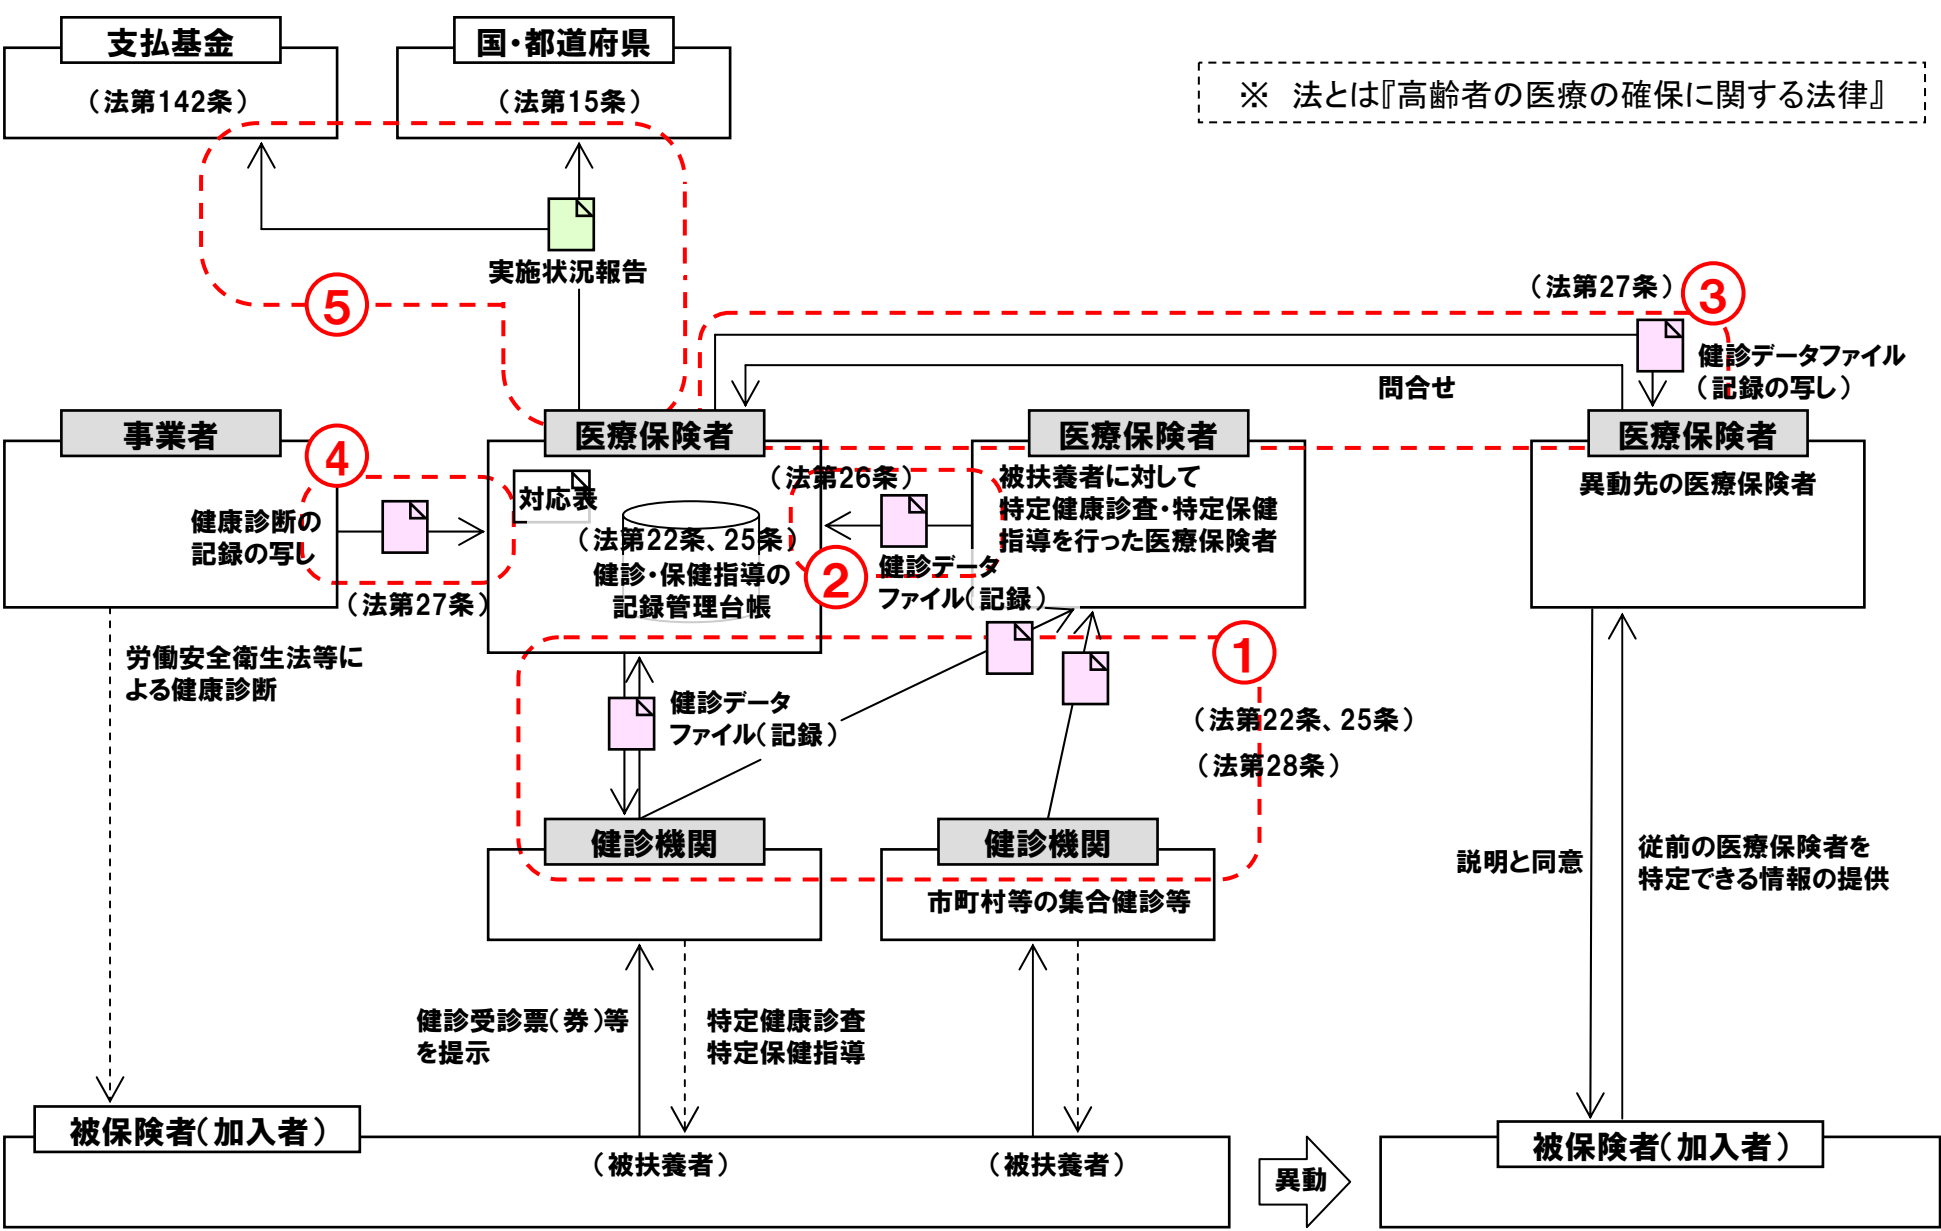 支払基金
（法第142条）
国・都道府県
（法第15条）
※　法とは『高齢者の医療の確保に関する法律』
実施状況報告
⑤
（法第27条）
③
健診データファイル
（記録の写し）
問合せ
事業者
④
健康診断の
記録の写し
（法第27条）
労働安全衛生法等に
よる健康診断
医療保険者
対応表
（法第22条、25条）
健診・保健指導の
記録管理台帳
（法第26条）
②
健診データ
ファイル（記録）
医療保険者
被扶養者に対して
特定健康診査・特定保健
指導を行った医療保険者
医療保険者
異動先の医療保険者
①
（法第22条、25条）
（法第28条）
健診データ
ファイル（記録）
健診機関
健診機関
市町村等の集合健診等
説明と同意
従前の医療保険者を
特定できる情報の提供
健診受診票（券）等
を提示
特定健康診査
特定保健指導
被保険者（加入者）
（被扶養者）
（被扶養者）
異動
被保険者（加入者）